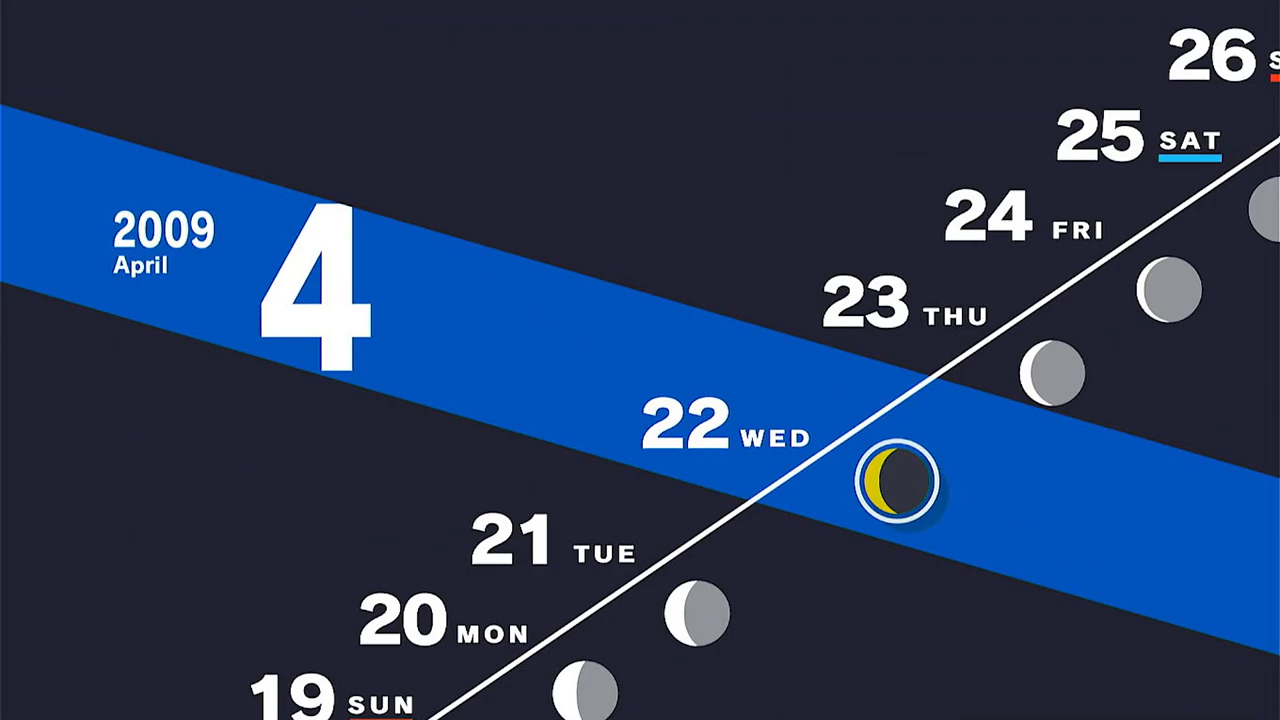 26 S
25 SAT
24 FRI
2009
April
4
23 THU
22 WED
21 TUE
20 MON
19 SUN